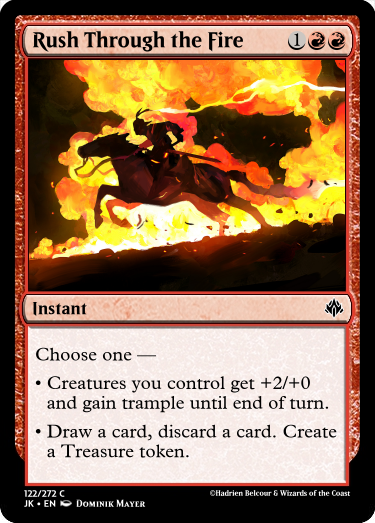 Rush Through the Fire 1
Instant
Choose one —
• Creatures you control get +2/+0
and gain trample until end of turn.
• Draw a card, discard a card. Create
a Treasure token.
122/272 C
JK • EN Dominik Mayer
©Hadrien Belcour & Wizards of the Coast